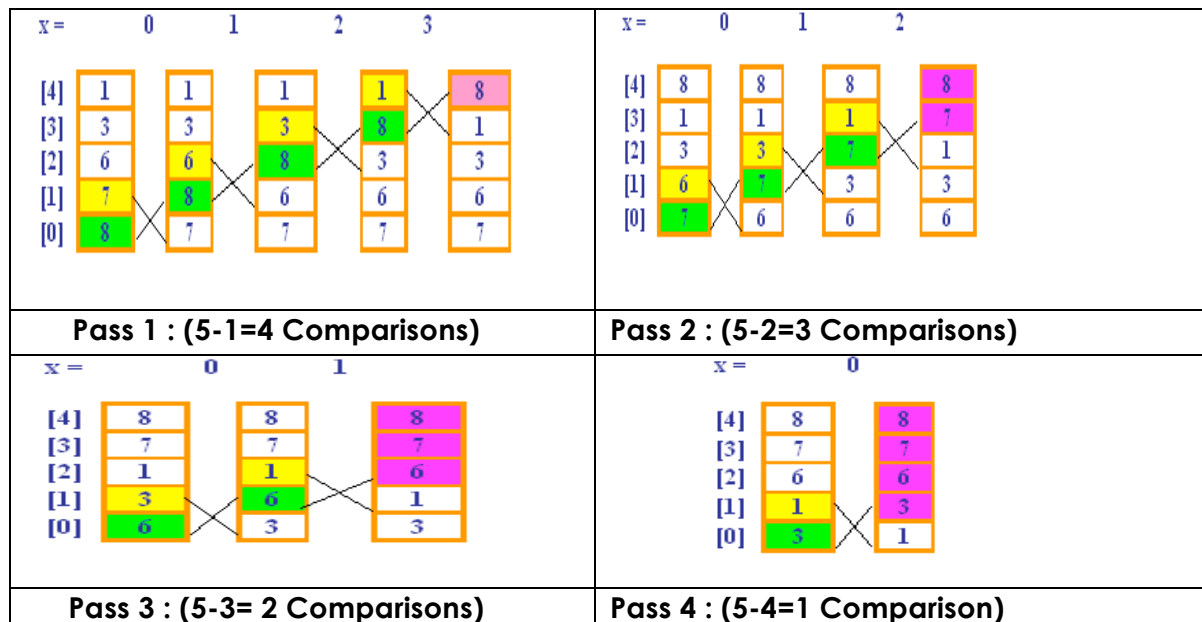 x = 0 1 2 3
[4] 1 1 1 1 8
[3] 3 3 3 8 1
[2] 6 6 8 3 3
[1] 7 8 6 6 6
[0] 8 7 7 7 7
Pass 1 : (5-1=4 Comparisons)
x = 0 1 2
[4] 8 8 8 8
[3] 1 1 1 7
[2] 3 3 7 1
[1] 6 7 3 3
[0] 7 6 6 6
Pass 2 : (5-2=3 Comparisons)
x = 0 1
[4] 8 8 8
[3] 7 7 7
[2] 1 1 6
[1] 3 6 1
[0] 6 3 3
Pass 3 : (5-3= 2 Comparisons)
x = 0
[4] 8 8
[3] 7 7
[2] 6 6
[1] 1 3
[0] 3 1
Pass 4 : (5-4=1 Comparison)